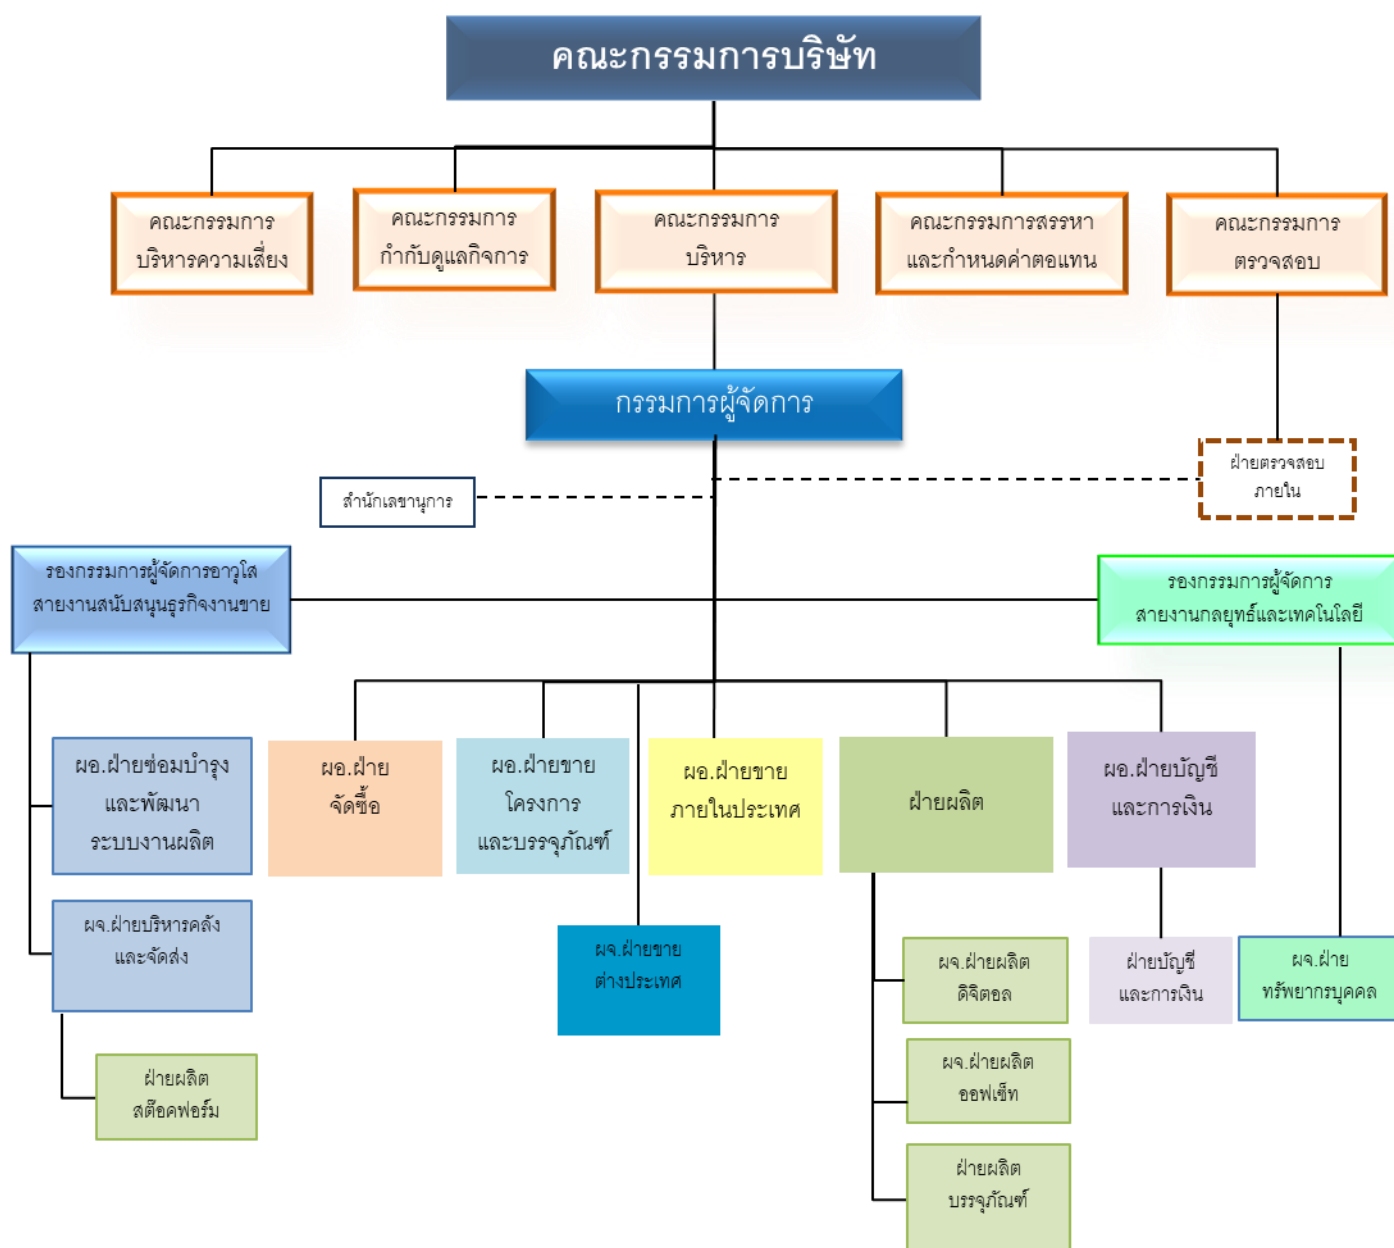 คณะกรรมการบริษัท
คณะกรรมการ
บริหารความเสี่ยง
คณะกรรมการ
กำกับดูแลกิจการ
คณะกรรมการ
บริหาร
คณะกรรมการสรรหา
และกำหนดค่าตอแทน
คณะกรรมการ
ตรวจสอบ
กรรมการผู้จัดการ
สำนักเลขานุการ
ฝ่ายตรวจสอบ
ภายใน
รองกรรมการผู้จัดการอาวุโส
สายงานสนับสนุนธุรกิจงานขาย
รองกรรมการผู้จัดการ
สายงานกลยุทธ์และเทคโนโลยี
ผอ.ฝ่ายซ่อมบำรุง
และพัฒนา
ระบบงานผลิต
ผอ.ฝ่าย
จัดซื้อ
ผอ.ฝ่ายขาย
โครงการ
และบรรจุภัณฑ์
ผอ.ฝ่ายขาย
ภายในประเทศ
ฝ่ายผลิต
ผอ.ฝ่ายบัญชี
และการเงิน
ผจ.ฝ่ายบริหารคลัง
และจัดส่ง
ผจ.ฝ่ายขาย
ต่างประเทศ
ผจ.ฝ่ายผลิต
ดิจิตอล
ฝ่ายบัญชี
และการเงิน
ผจ.ฝ่าย
ทรัพยากรบุคคล
ฝ่ายผลิต
สต๊อคฟอร์ม
ผจ.ฝ่ายผลิต
ออฟเซ็ท
ฝ่ายผลิต
บรรจุภัณฑ์